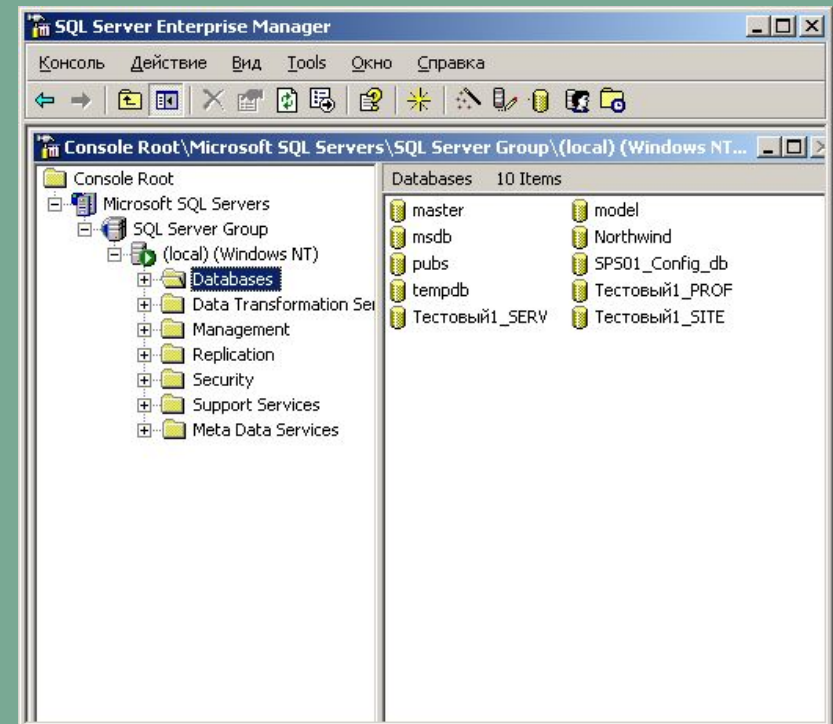 SQL Server Enterprise Manager
Консоль Действие Вид Tools Окно Справка
Console Root\Microsoft SQL Servers\SQL Server Group\(local) (Windows NT...
Console Root
Microsoft SQL Servers
SQL Server Group
(local) (Windows NT)
Databases
Data Transformation Ser
Management
Replication
Security
Support Services
Meta Data Services
Databases 10 Items
master model
msdb Northwind
pubs SPS01_Config_db
tempdb Тестовый1_PROF
Тестовый1_SERV Тестовый1_SITE